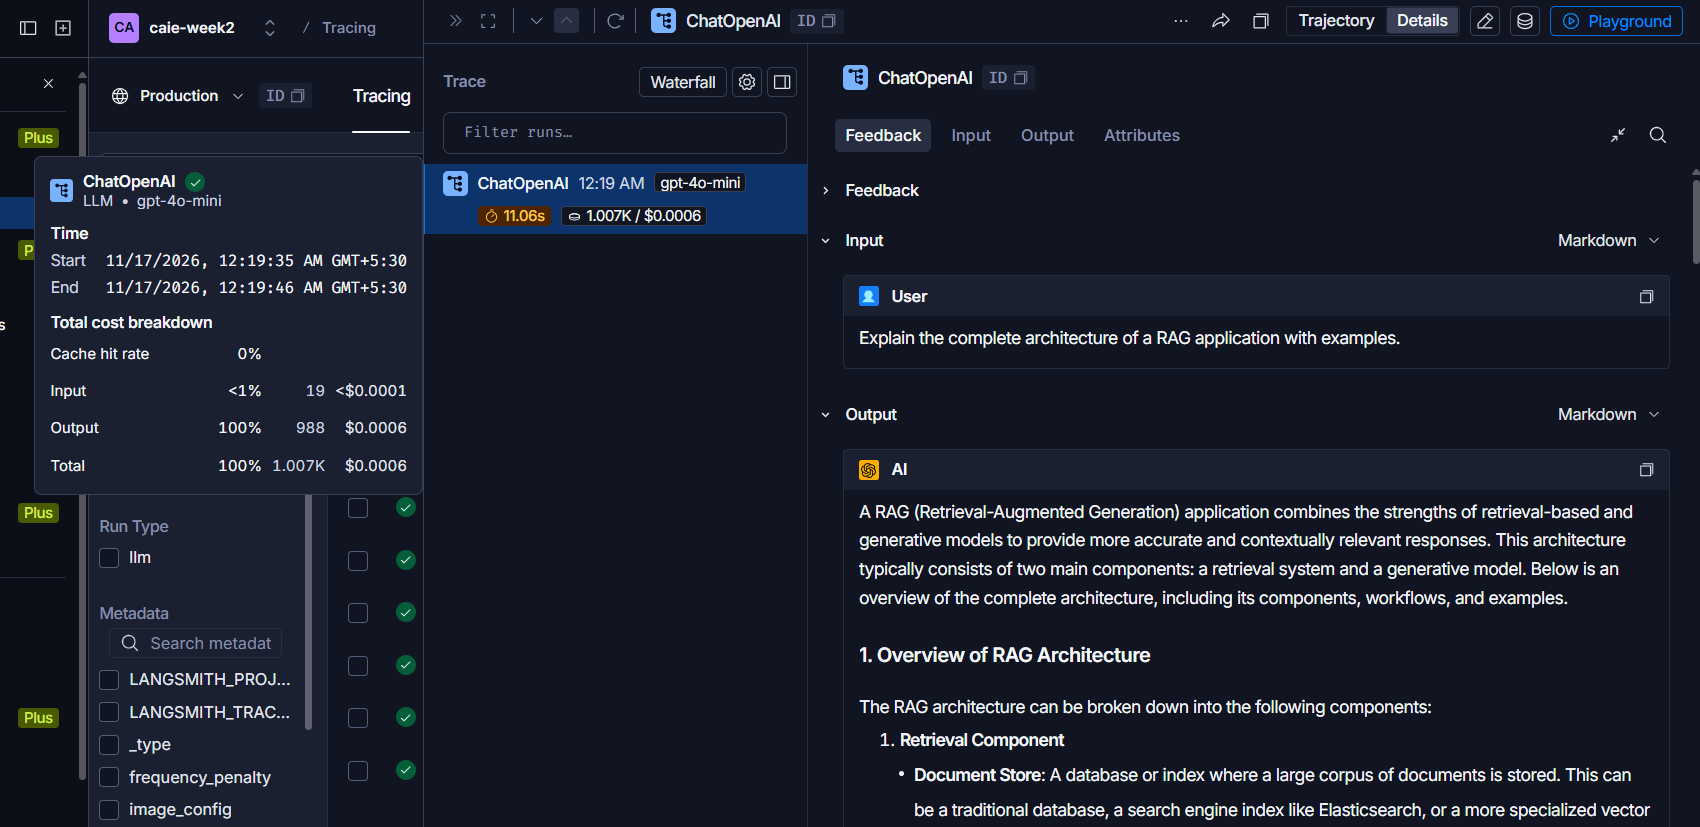 CA caie-week2 / Tracing
ChatOpenAI ID
Trajectory Details Playground
Production ID Tracing
Plus
Plus
Plus
s
ChatOpenAI
LLM • gpt-4o-mini
Time
Start 11/17/2026, 12:19:35 AM GMT+5:30
End 11/17/2026, 12:19:46 AM GMT+5:30
Total cost breakdown
Cache hit rate 0%
Input <1% 19 <$0.0001
Output 100% 988 $0.0006
Total 100% 1.007K $0.0006
Run Type
llm
Metadata
Search metadat
LANGSMITH_PROJ...
LANGSMITH_TRAC...
_type
frequency_penalty
image_config
Trace Waterfall
Filter runs…
ChatOpenAI 12:19 AM gpt-4o-mini
11.06s 1.007K / $0.0006
ChatOpenAI ID
Feedback Input Output Attributes
Feedback
Input Markdown
User
Explain the complete architecture of a RAG application with examples.
Output Markdown
AI
A RAG (Retrieval-Augmented Generation) application combines the strengths of retrieval-based and
generative models to provide more accurate and contextually relevant responses. This architecture
typically consists of two main components: a retrieval system and a generative model. Below is an
overview of the complete architecture, including its components, workflows, and examples.
1. Overview of RAG Architecture
The RAG architecture can be broken down into the following components:
1. Retrieval Component
• Document Store: A database or index where a large corpus of documents is stored. This can
be a traditional database, a search engine index like Elasticsearch, or a more specialized vector